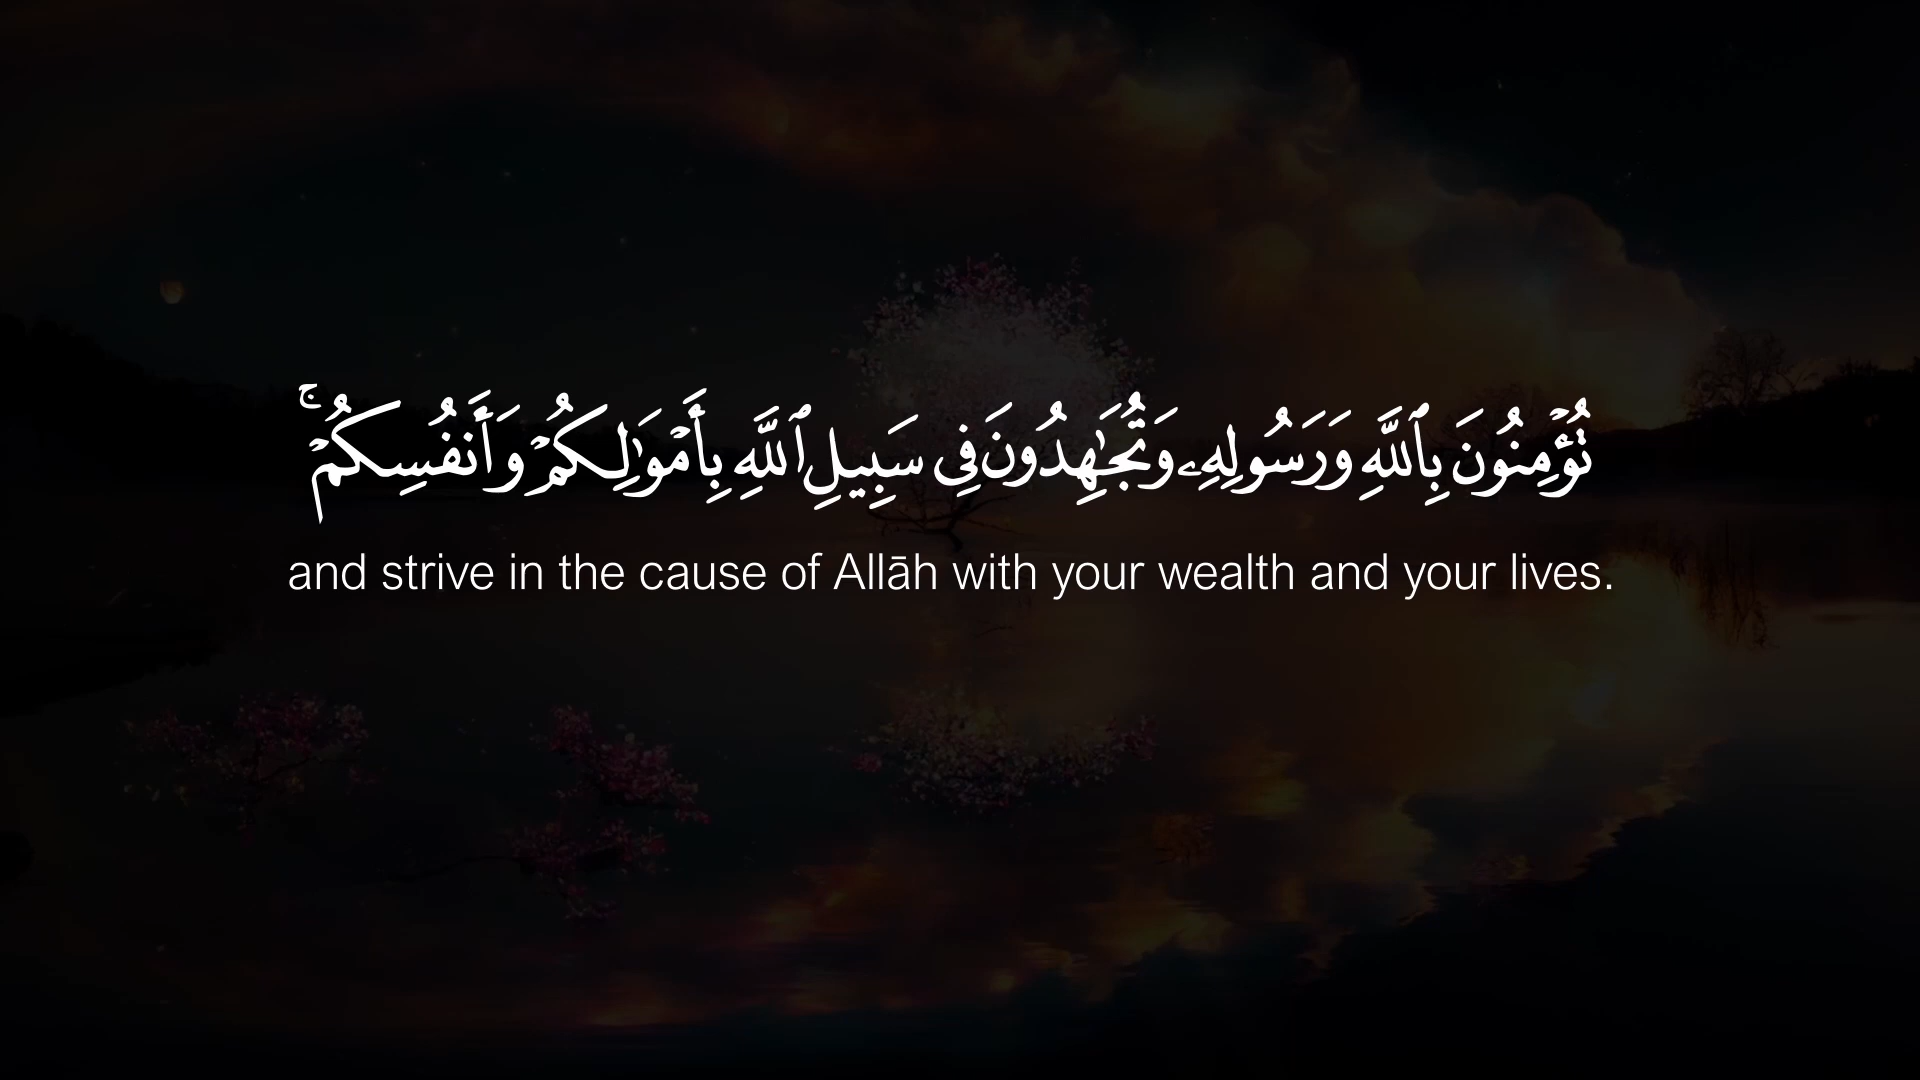 تُؤْمِنُونَ بِٱللَّهِ وَرَسُولِهِۦ وَتُجَـٰهِدُونَ فِى سَبِيلِ ٱللَّهِ بِأَمْوَٰلِكُمْ وَأَنفُسِكُمْ ۚ
and strive in the cause of Allāh with your wealth and your lives.